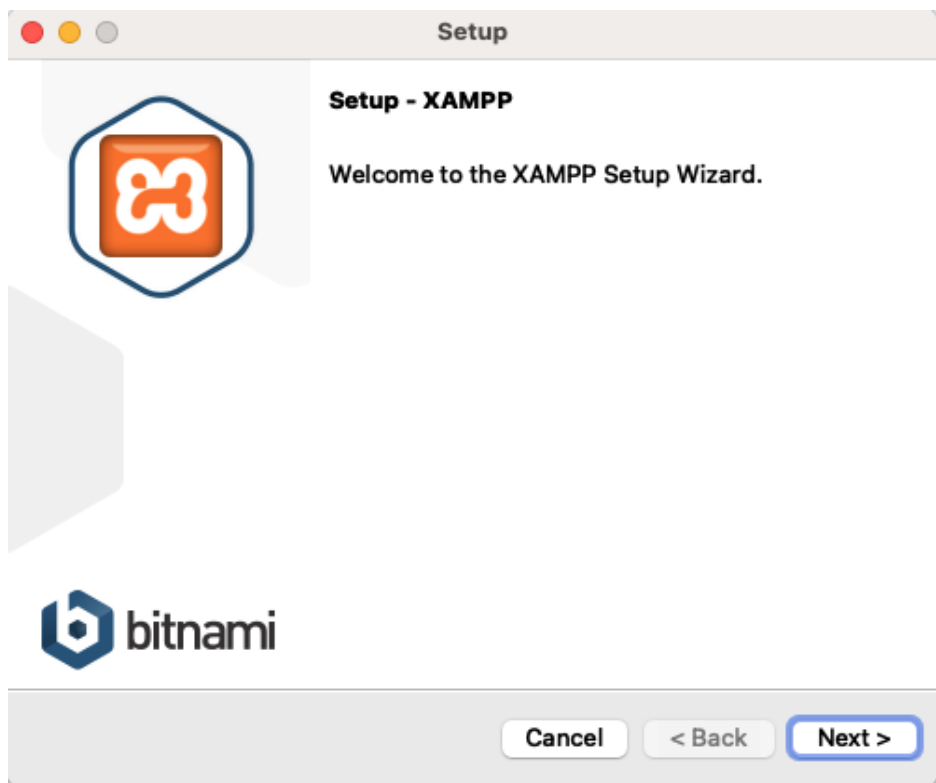 Setup
Setup - XAMPP
Welcome to the XAMPP Setup Wizard.
bitnami
Cancel
< Back
Next >